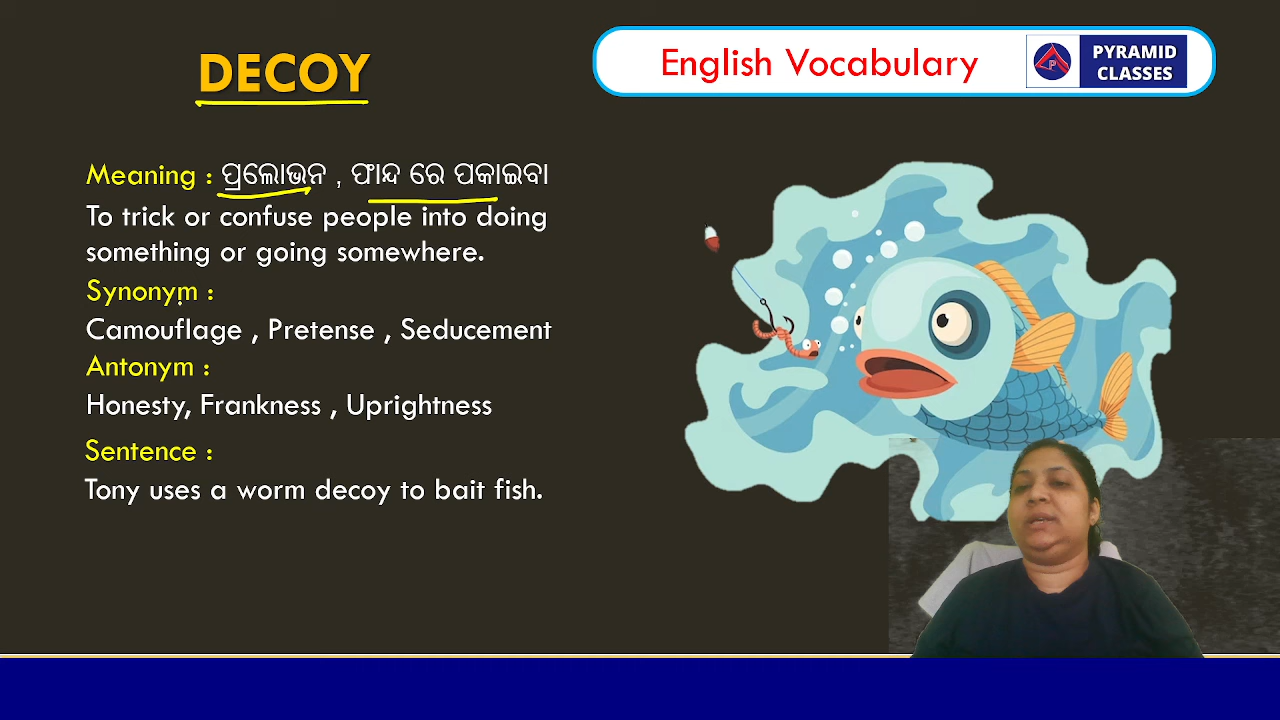 DECOY
English Vocabulary
PYRAMID
CLASSES
Meaning : ପ୍ରଲୋଭନ , ଫାନ୍ଦ ରେ ପକାଇବା
To trick or confuse people into doing
something or going somewhere.
Synonym :
Camouflage , Pretense , Seducement
Antonym :
Honesty, Frankness , Uprightness
Sentence :
Tony uses a worm decoy to bait fish.